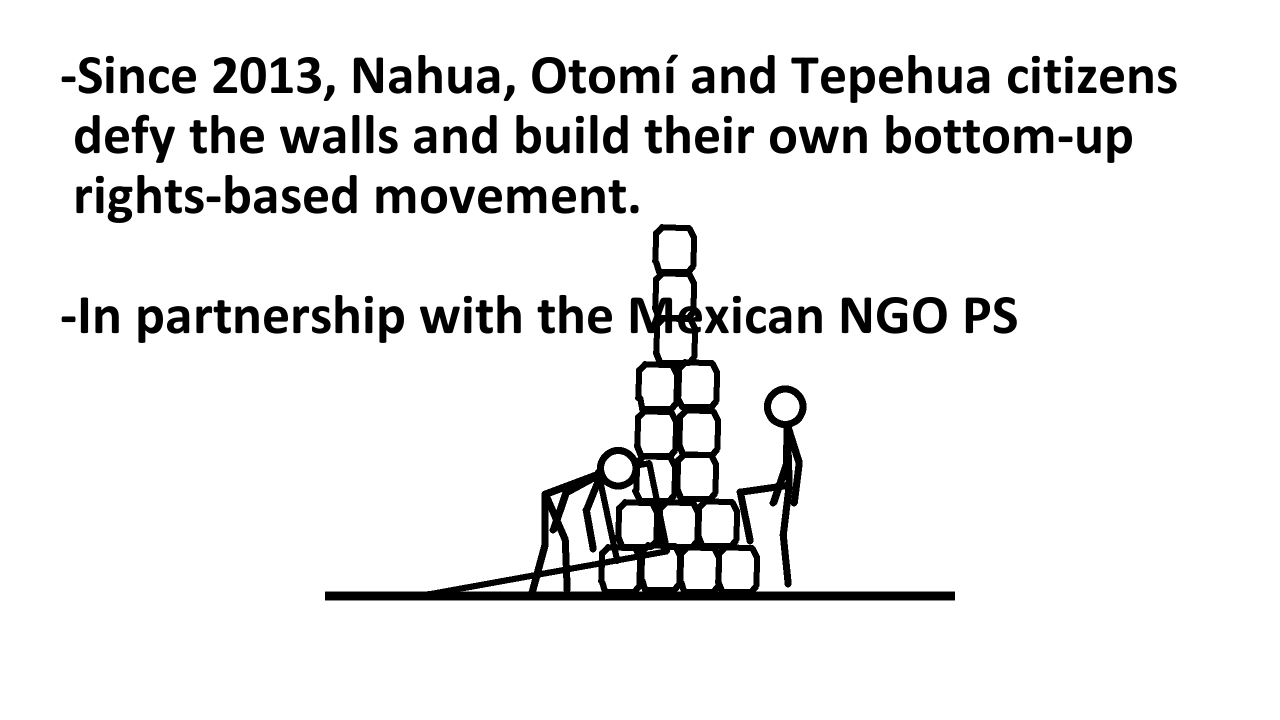 -Since 2013, Nahua, Otomí and Tepehua citizens
defy the walls and build their own bottom-up
rights-based movement.
-In partnership with the Mexican NGO PS